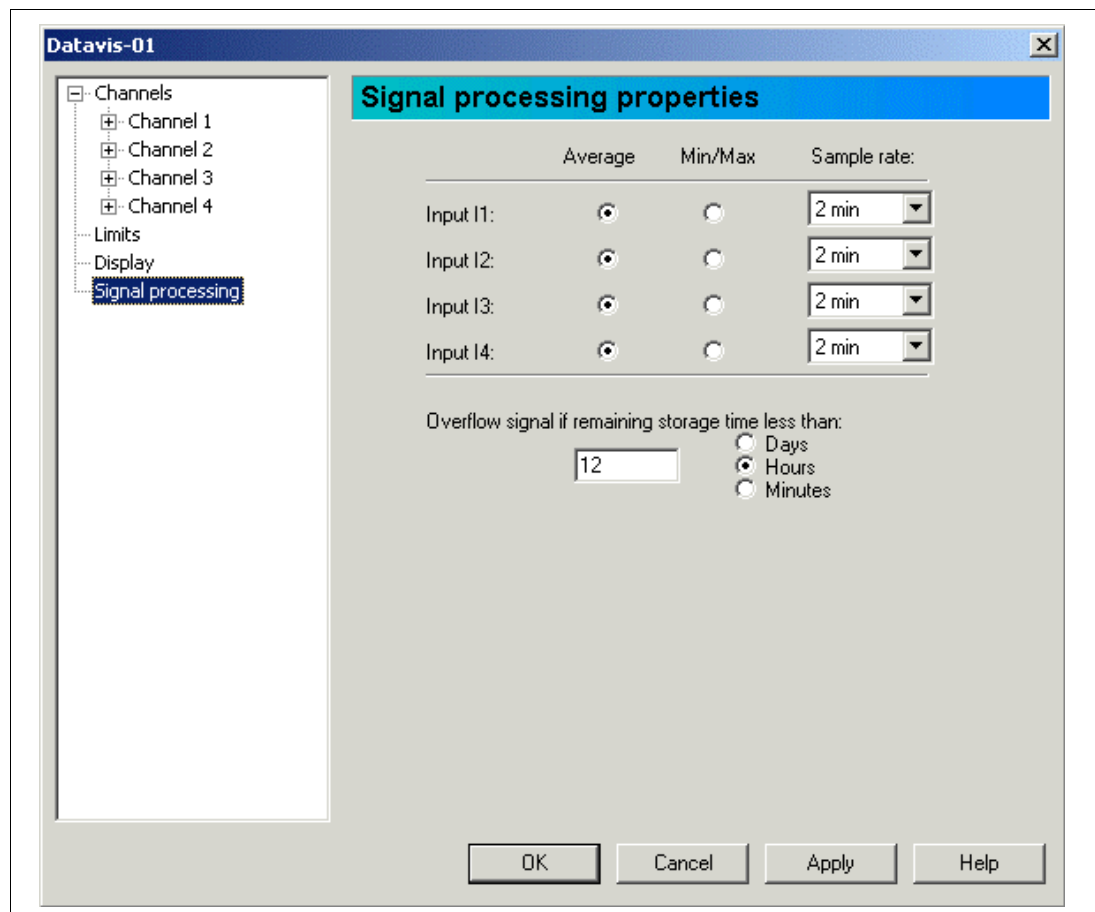 Datavis-01
Channels
Channel 1
Channel 2
Channel 3
Channel 4
Limits
Display
Signal processing
Signal processing properties
Average Min/Max Sample rate:
Input I1: 2 min
Input I2: 2 min
Input I3: 2 min
Input I4: 2 min
Overflow signal if remaining storage time less than:
12
Days
Hours
Minutes
OK Cancel Apply Help